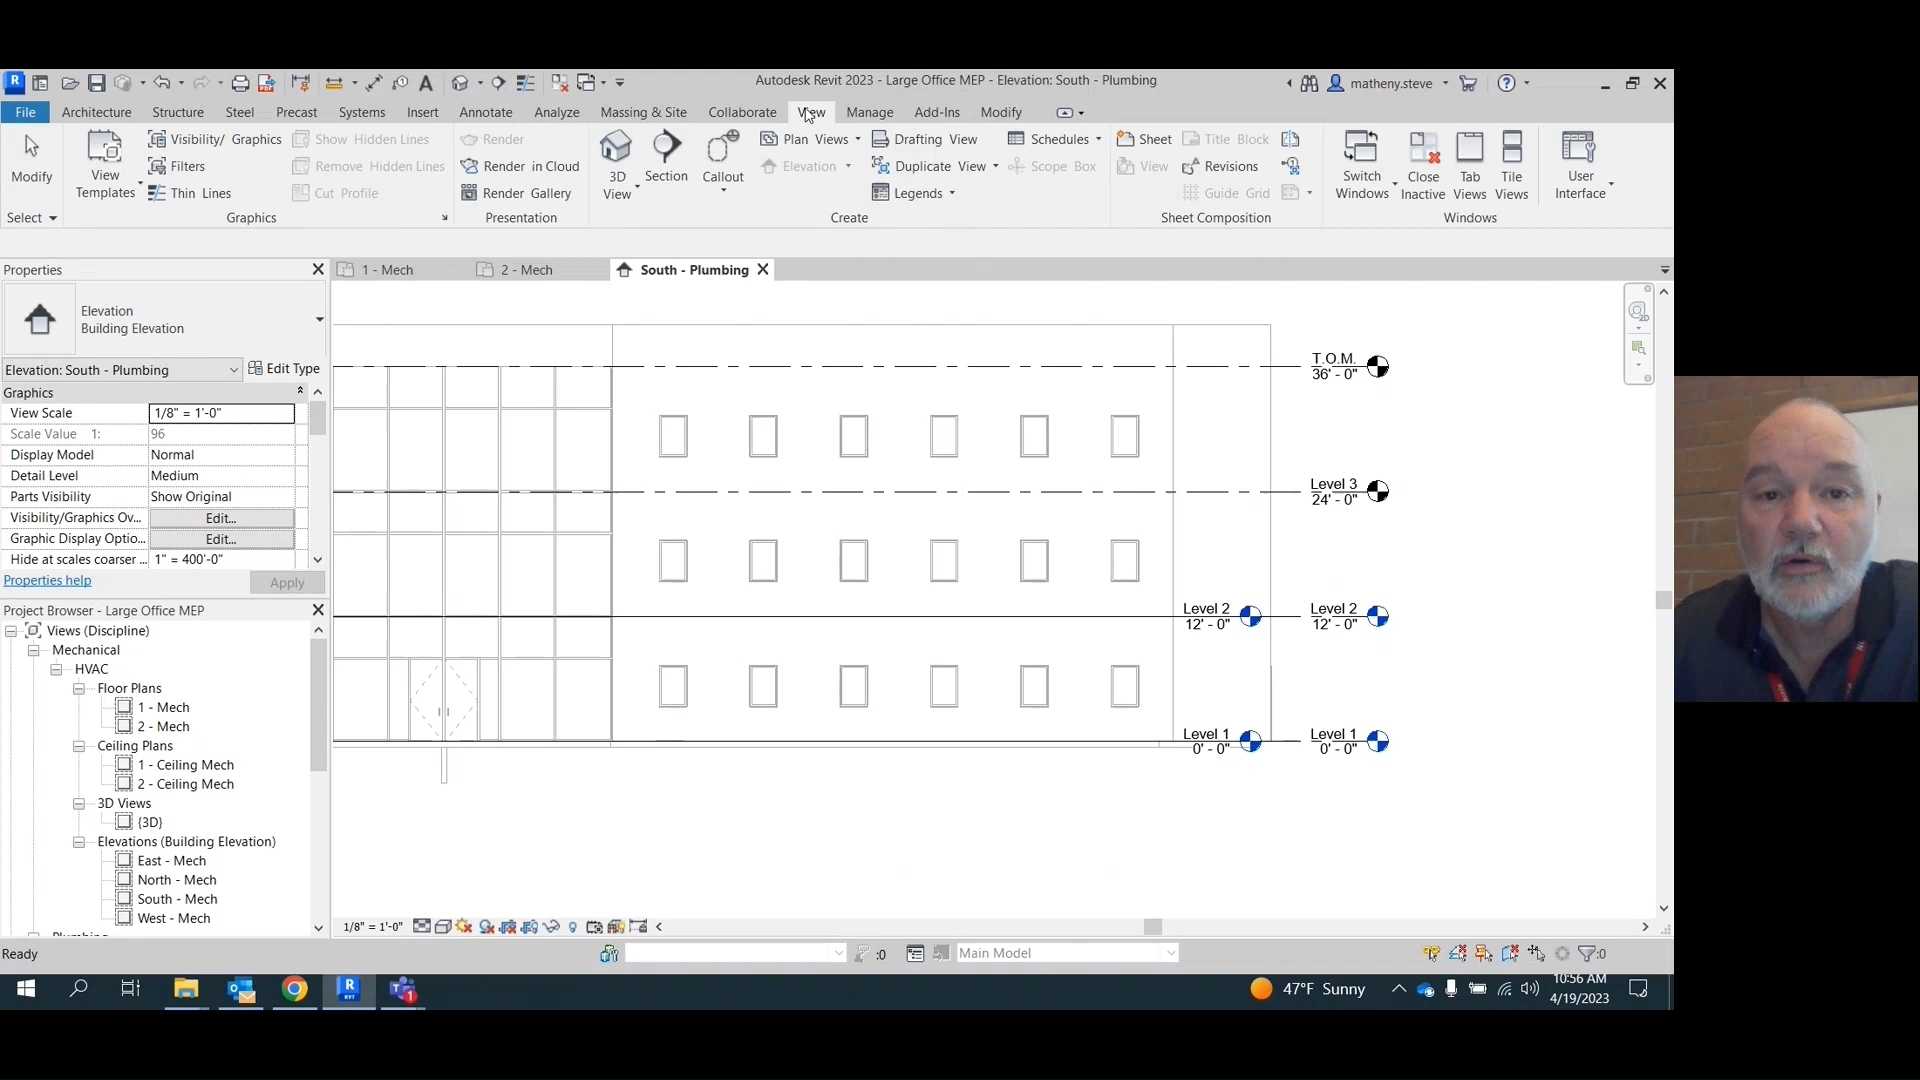 Autodesk Revit 2023 - Large Office MEP - Elevation: South - Plumbing
matheny.steve
File Architecture Structure Steel Precast Systems Insert Annotate Analyze Massing & Site Collaborate View Manage Add-Ins Modify
Modify
Select
View Templates
Visibility/ Graphics
Filters
Thin Lines
Show Hidden Lines
Remove Hidden Lines
Cut Profile
Graphics
Render
Render in Cloud
Render Gallery
Presentation
3D View
Section
Callout
Plan Views
Elevation
Drafting View
Duplicate View
Legends
Schedules
Scope Box
Create
Sheet
View
Title Block
Revisions
Guide Grid
Sheet Composition
Switch Windows
Close Inactive
Tab Views
Tile Views
Windows
User Interface
Properties
Elevation
Building Elevation
Elevation: South - Plumbing
Edit Type
Graphics
View Scale 1/8" = 1'-0"
Scale Value 1: 96
Display Model Normal
Detail Level Medium
Parts Visibility Show Original
Visibility/Graphics Ov... Edit...
Graphic Display Optio... Edit...
Hide at scales coarser ... 1" = 400'-0"
Properties help
Apply
Project Browser - Large Office MEP
Views (Discipline)
Mechanical
HVAC
Floor Plans
1 - Mech
2 - Mech
Ceiling Plans
1 - Ceiling Mech
2 - Ceiling Mech
3D Views
{3D}
Elevations (Building Elevation)
East - Mech
North - Mech
South - Mech
West - Mech
1 - Mech
2 - Mech
South - Plumbing
T.O.M.
36' - 0"
Level 3
24' - 0"
Level 2
12' - 0"
Level 2
12' - 0"
Level 1
0' - 0"
Level 1
0' - 0"
1/8" = 1'-0"
Ready
:0
Main Model
:0
47°F Sunny
10:56 AM
4/19/2023